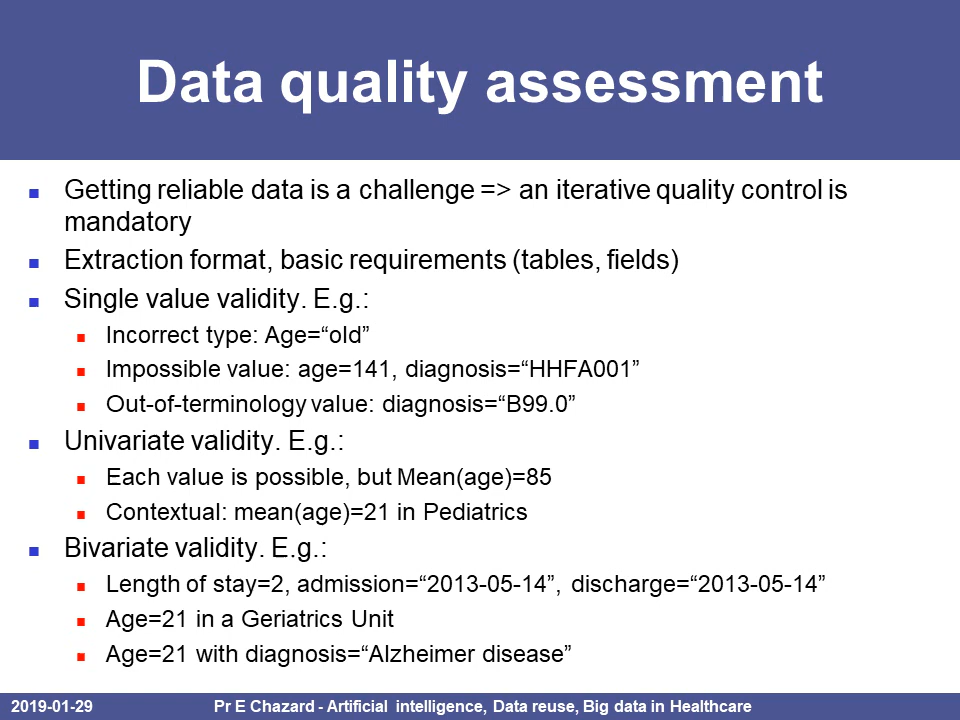 Data quality assessment
Getting reliable data is a challenge => an iterative quality control is
mandatory
Extraction format, basic requirements (tables, fields)
Single value validity. E.g.:
Incorrect type: Age=“old”
Impossible value: age=141, diagnosis=“HHFA001”
Out-of-terminology value: diagnosis=“B99.0”
Univariate validity. E.g.:
Each value is possible, but Mean(age)=85
Contextual: mean(age)=21 in Pediatrics
Bivariate validity. E.g.:
Length of stay=2, admission=“2013-05-14”, discharge=“2013-05-14”
Age=21 in a Geriatrics Unit
Age=21 with diagnosis=“Alzheimer disease”
2019-01-29 Pr E Chazard - Artificial intelligence, Data reuse, Big data in Healthcare